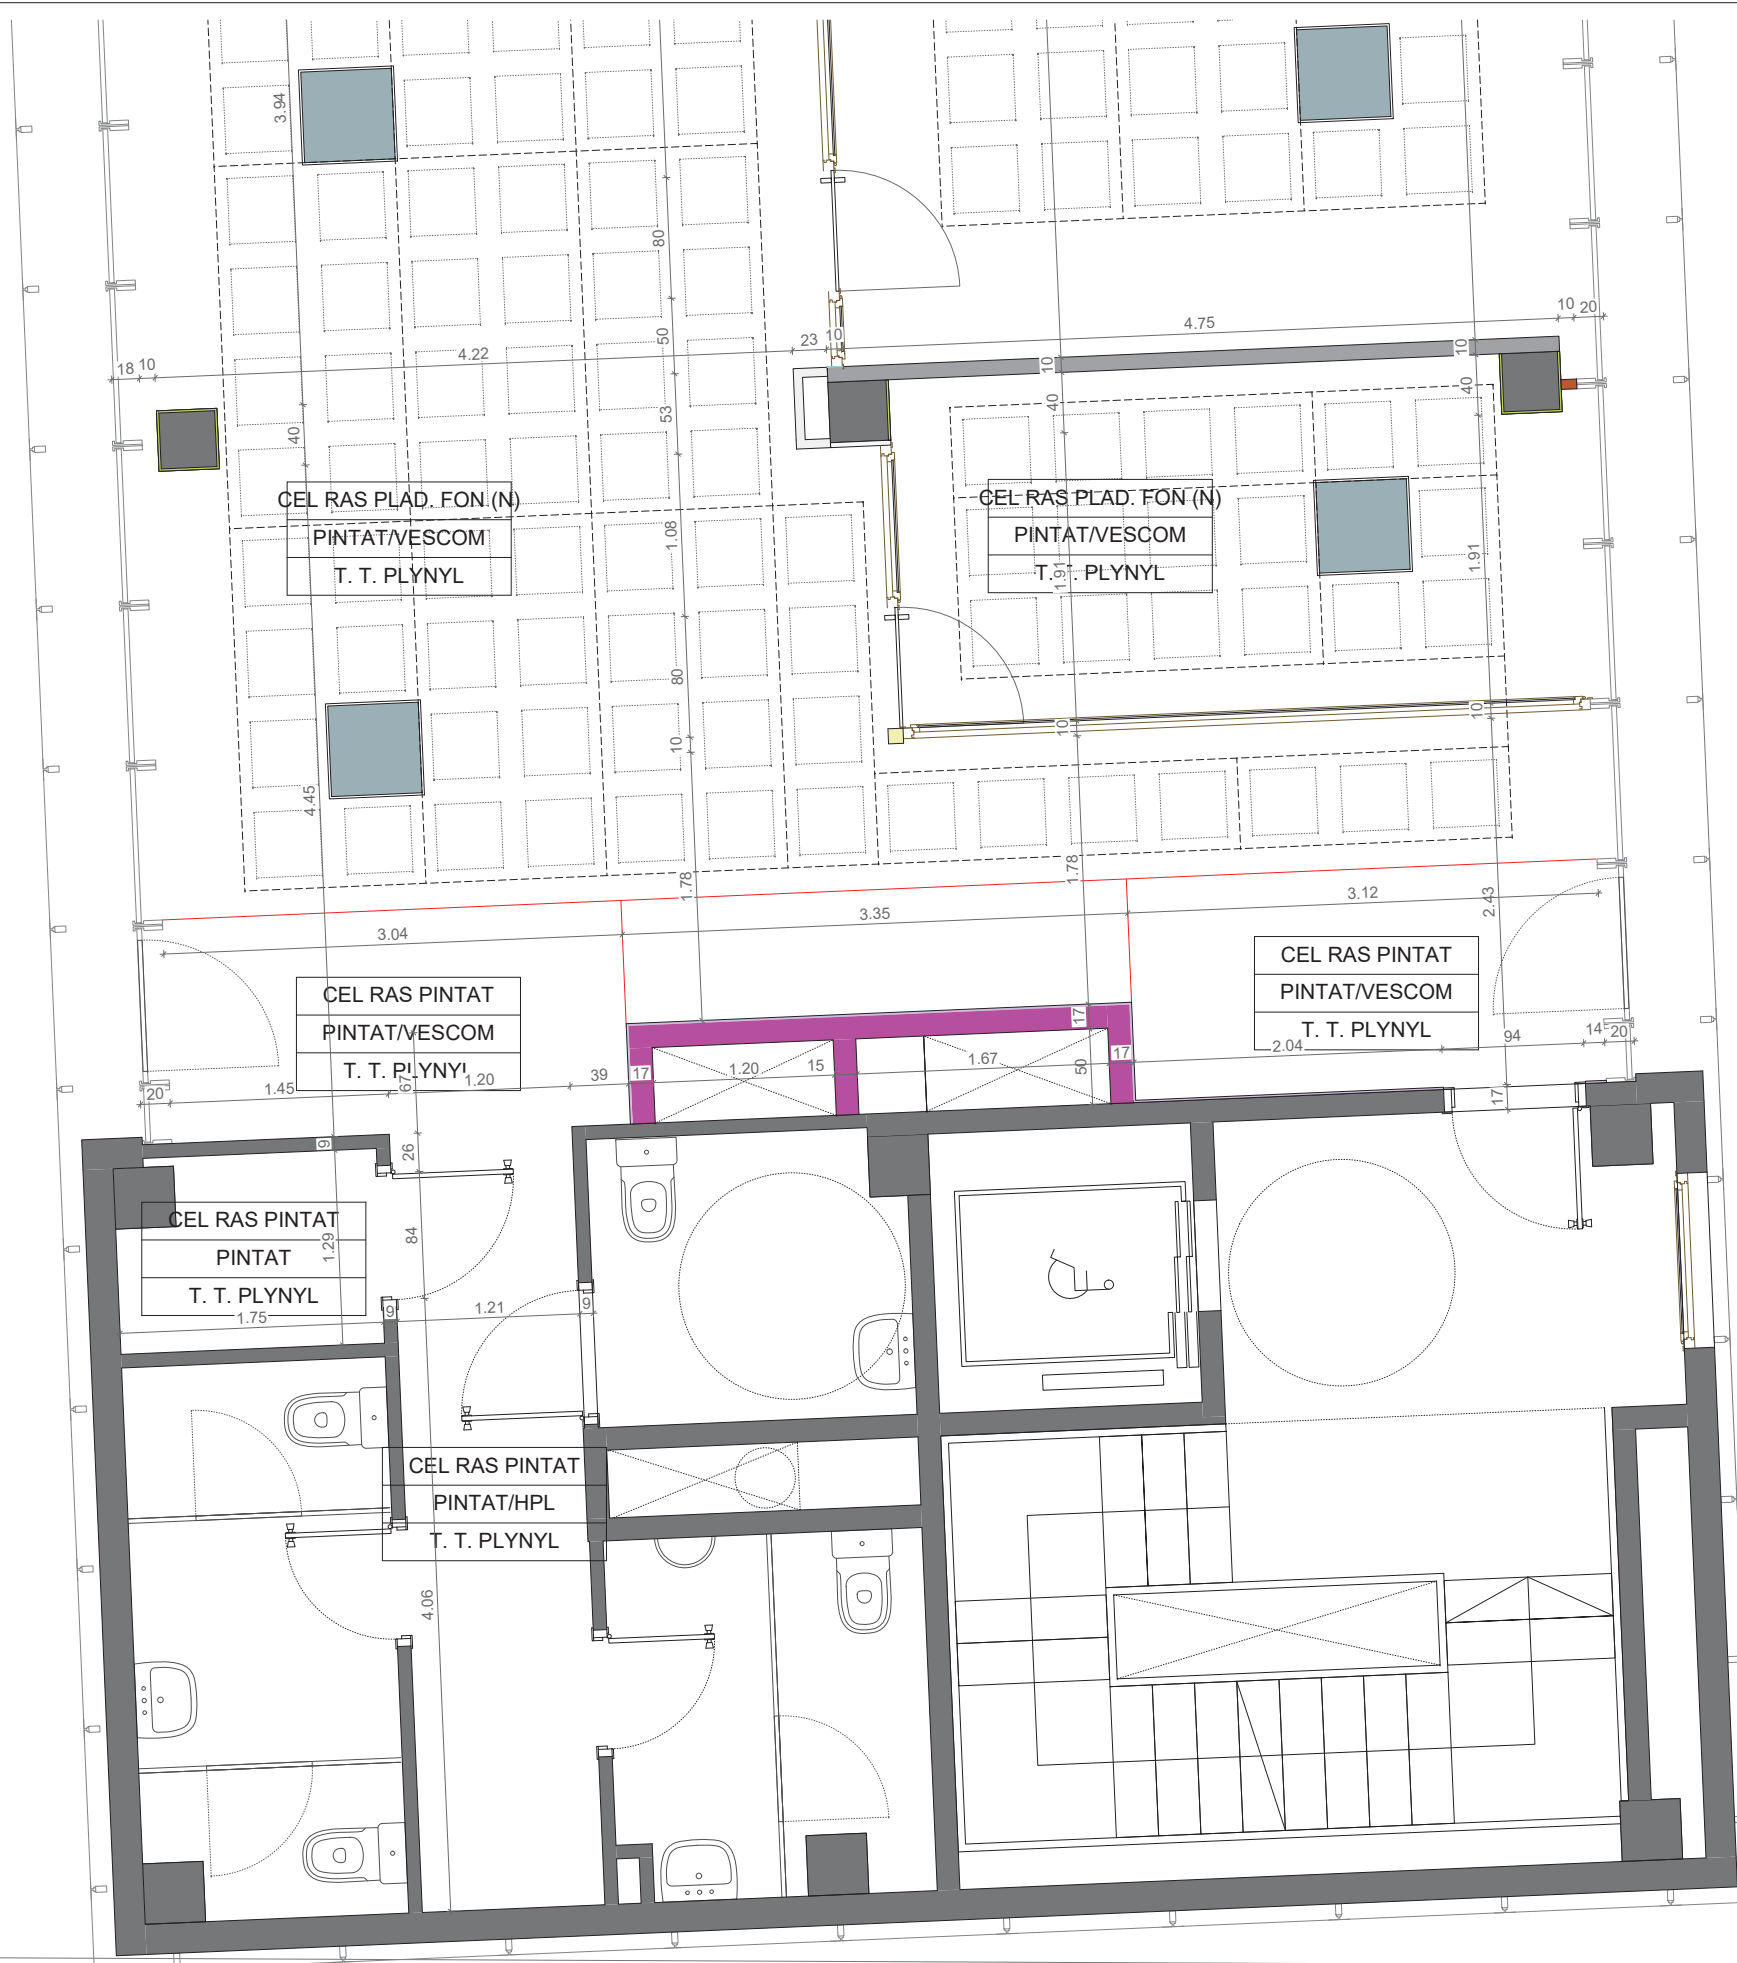 3.94
80
10 20
4.75
23 10
50
18 10
4.22
10
10
40
40
53
40
CEL RAS PLAD. FON (N)
PINTAT/VESCOM
T. T. PLYNYL
1.08
CEL RAS PLAD. FON (N)
PINTAT/VESCOM
T. T. PLYNYL
1.91
1.91
80
10
10
10
4.45
1.78
1.78
2.43
3.04
3.35
3.12
CEL RAS PINTAT
PINTAT/VESCOM
T. T. PLYNYL
CEL RAS PINTAT
PINTAT/VESCOM
T. T. PLYNYL
17
2.04
94
14 20
20
1.45
67
1.20
39
17
1.20
15
1.67
50
17
17
9
26
84
CEL RAS PINTAT
PINTAT
T. T. PLYNYL
1.29
1.75
9
1.21
9
CEL RAS PINTAT
PINTAT/HPL
T. T. PLYNYL
4.06